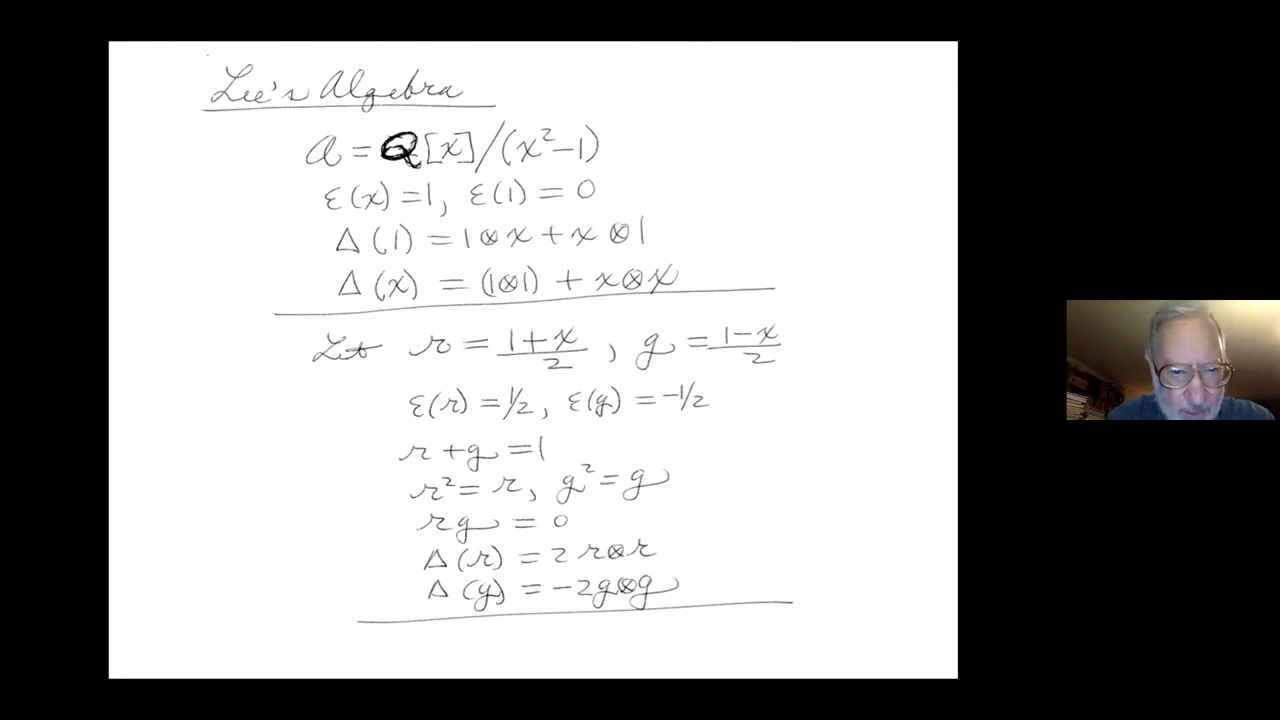 Lee's Algebra
𝒜 = Q[x]/(x²-1)
ε(x) = 1, ε(1) = 0
Δ(1) = 1⊗x + x⊗1
Δ(x) = (1⊗1) + x⊗x
Let r = (1+x)/2, g = (1-x)/2
ε(r) = 1/2, ε(g) = -1/2
r + g = 1
r² = r, g² = g
rg = 0
Δ(r) = 2 r⊗r
Δ(g) = -2g⊗g